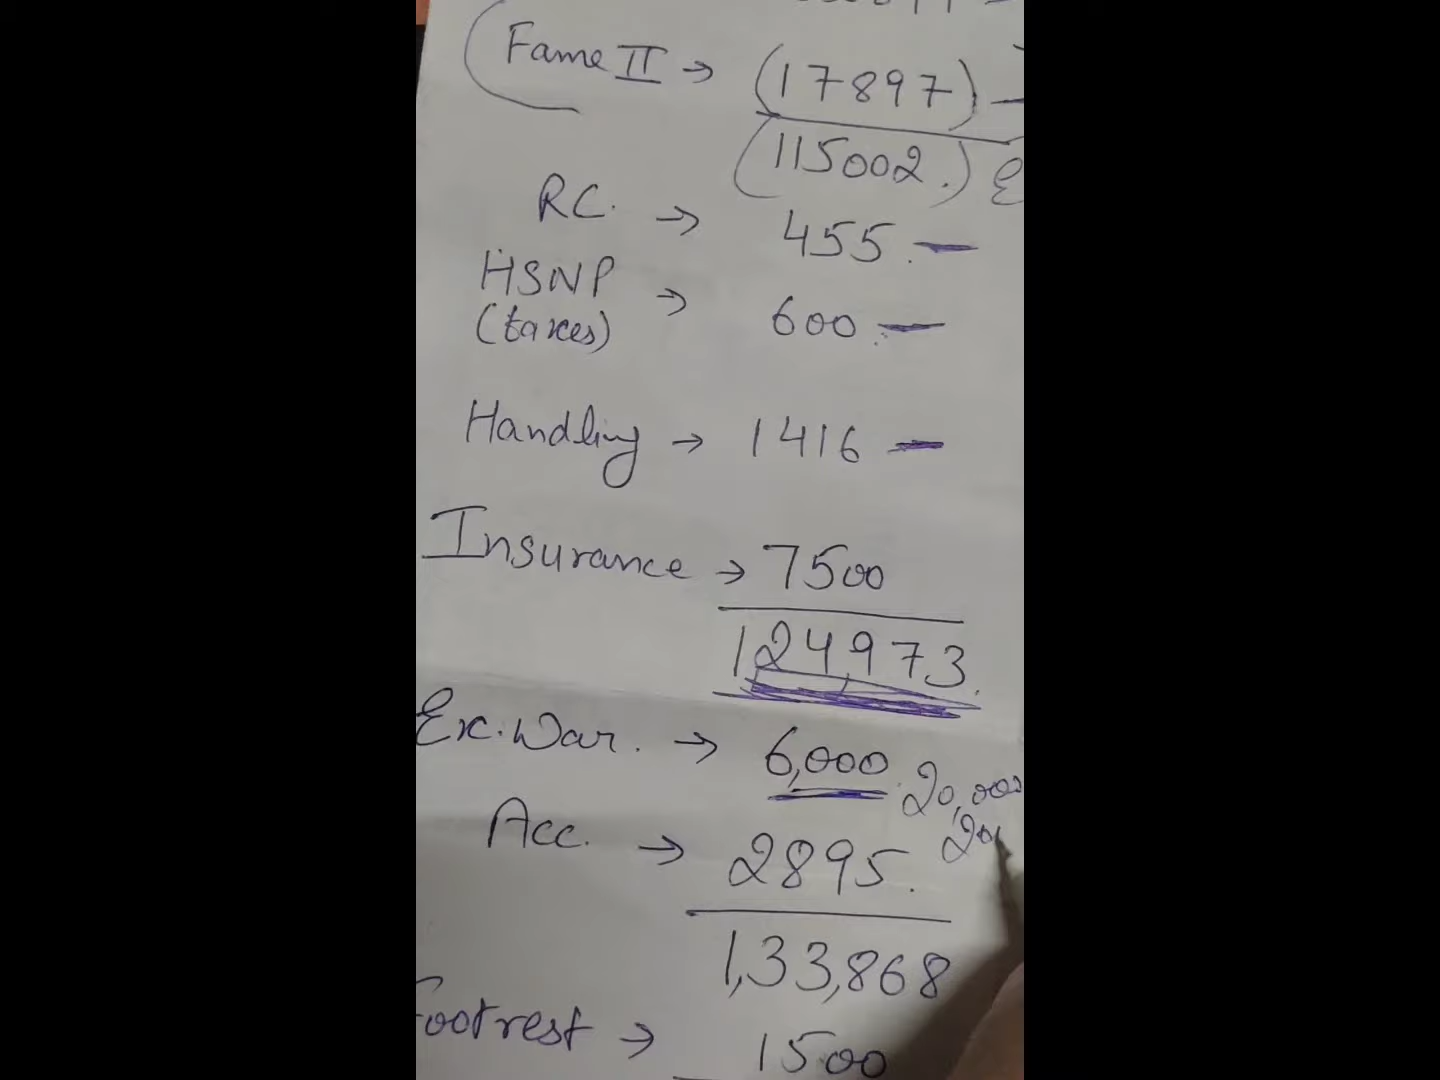 Fame II → (17897) —
(115002.)
RC. → 455. —
HSNP → 600 —
(taxes)
Handling → 1416 —
Insurance → 7500
124,973.
Ex. War. → 6,000 20,000
Acc. → 2895.
1,33,868
Footrest → 1500